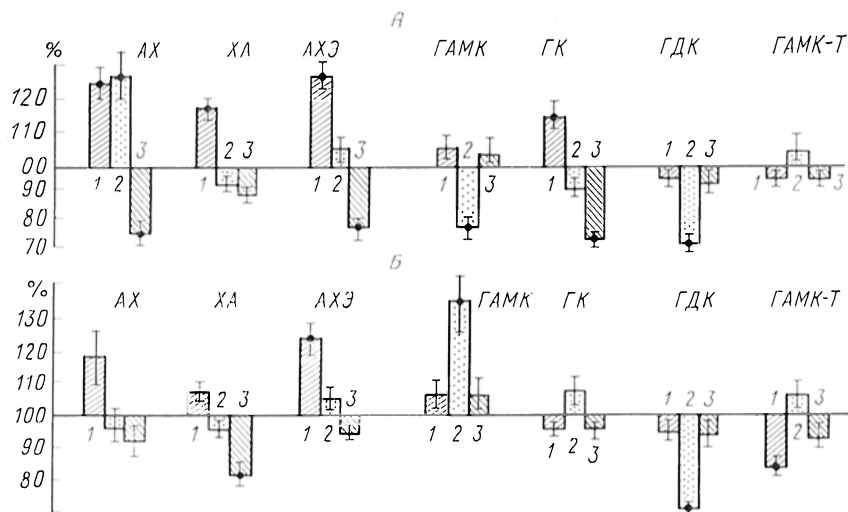 А
% АХ ХА АХЭ ГАМК ГК ГДК ГАМК-Т
120
110
3 2 3 3 2 2 3 1 2 3
00
1 2 1 1 2 1 3 1 1 2 3
90
80
70
Б
% АХ ХА АХЭ ГАМК ГК ГДК ГАМК-Т
130
120
110
2 3 3 1 2 3 1 3
100
1 1 1 2 1 2 3 1 2 3 2
90
80